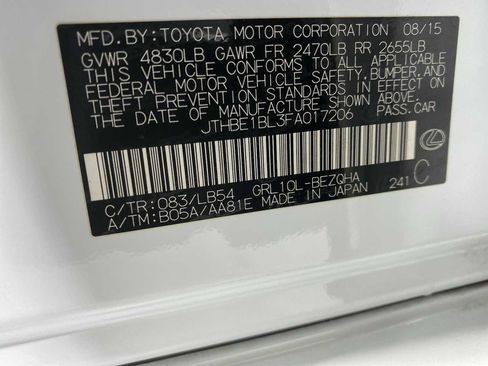 MFD.BY:TOYOTA MOTOR CORPORATION 08/15
GVWR 4830LB GAWR FR 2470LB RR 2655LB
THIS VEHICLE CONFORMS TO ALL APPLICABLE
FEDERAL MOTOR VEHICLE SAFETY,BUMPER,AND
THEFT PREVENTION STANDARDS IN EFFECT ON
THE DATE OF MANUFACTURE SHOWN ABOVE.
JTHBE1BL3FA017206 PASS.CAR
C/TR:083/LB54 GRL10L-BEZQHA
A/TM:B05A/AA81E MADE IN JAPAN 241 C